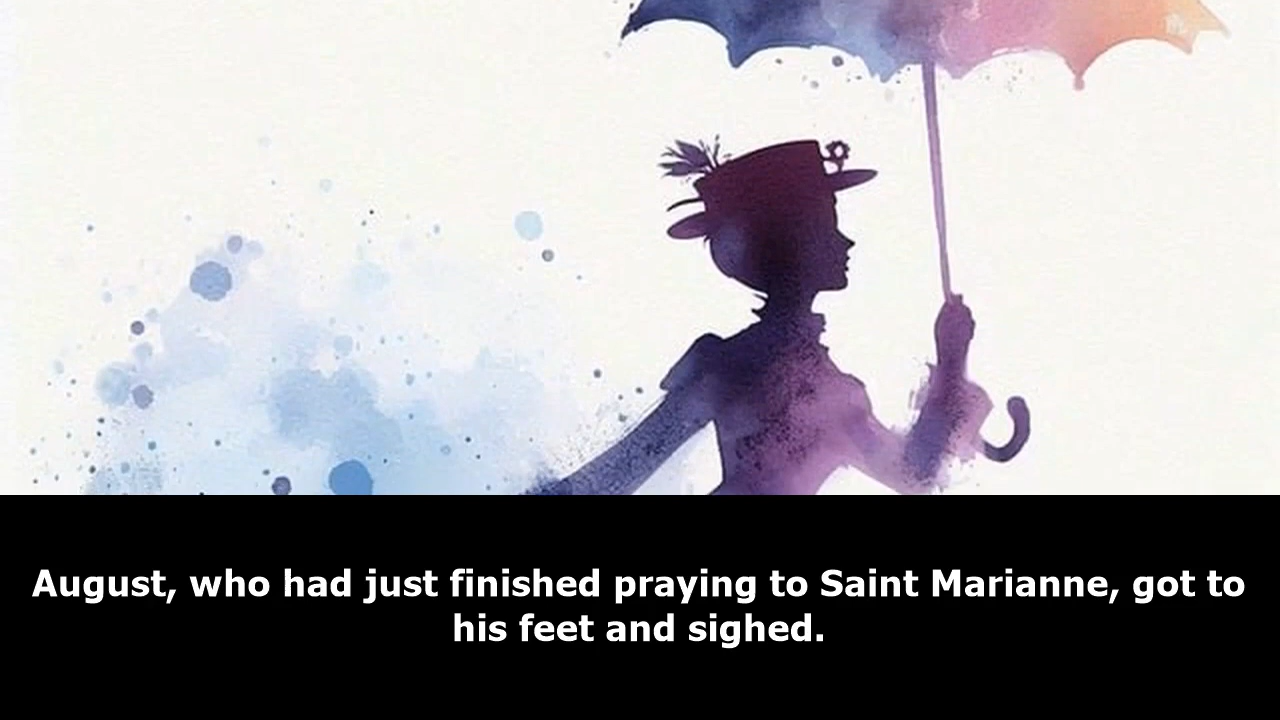 August, who had just finished praying to Saint Marianne, got to
his feet and sighed.